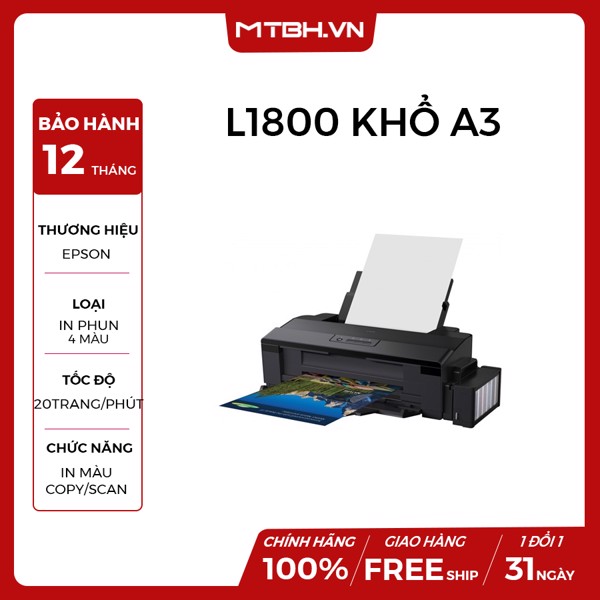 MTBH.VN
L1800 KHỔ A3
BẢO HÀNH
12 THÁNG
THƯƠNG HIỆU
EPSON
LOẠI
IN PHUN
4 MÀU
TỐC ĐỘ
20TRANG/PHÚT
CHỨC NĂNG
IN MÀU
COPY/SCAN
CHÍNH HÃNG
100%
GIAO HÀNG
FREE SHIP
1 ĐỔI 1
31 NGÀY